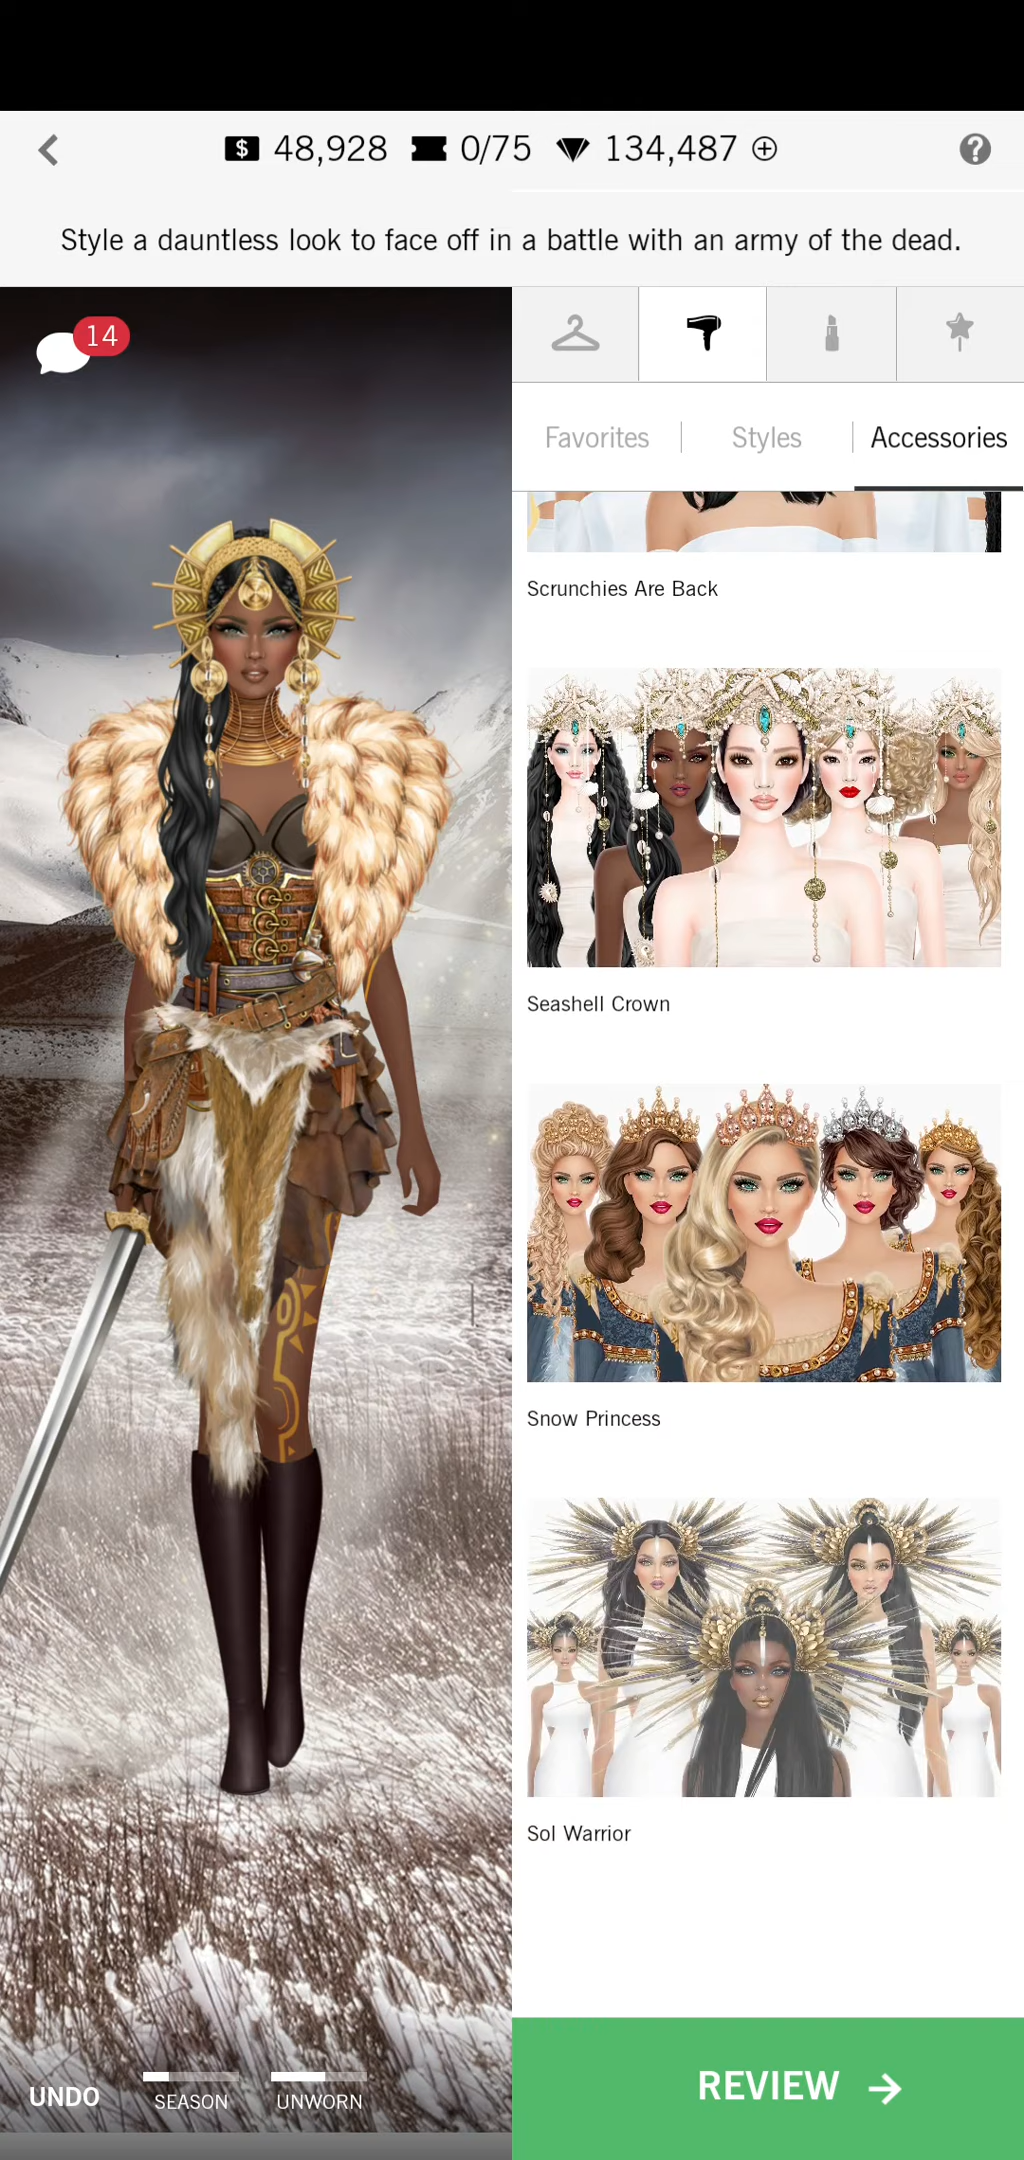 $ 48,928 0/75 134,487
Style a dauntless look to face off in a battle with an army of the dead.
14
Favorites Styles Accessories
Scrunchies Are Back
Seashell Crown
Snow Princess
Sol Warrior
UNDO SEASON UNWORN
REVIEW